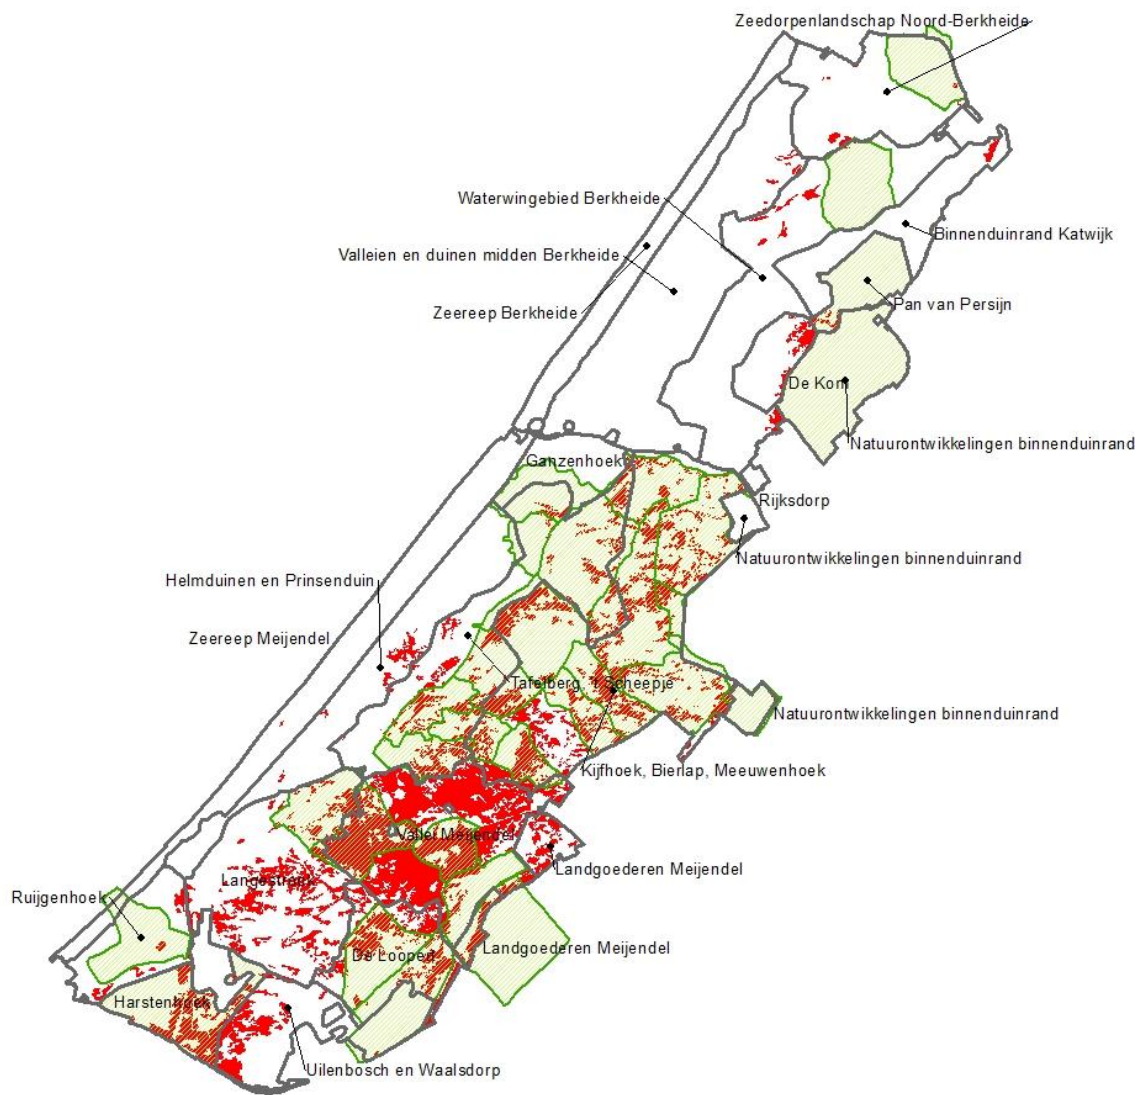 Zeedorpenlandschap Noord-Berkheide
Waterwingebied Berkheide
Binnenduinrand Katwijk
Valleien en duinen midden Berkheide
Pan van Persijn
Zeereep Berkheide
De Kom
Natuurontwikkelingen binnenduinrand
Ganzenhoek
Rijksdorp
Natuurontwikkelingen binnenduinrand
Helmduinen en Prinsenduin
Zeereep Meijendel
Tafelberg, 't Scheepje
Natuurontwikkelingen binnenduinrand
Kijfhoek, Bierlap, Meeuwenhoek
Vallei Meijendel
Landgoederen Meijendel
Langestrook
Ruijgenhoek
Landgoederen Meijendel
De Loopert
Harstenhoek
Uilenbosch en Waalsdorp